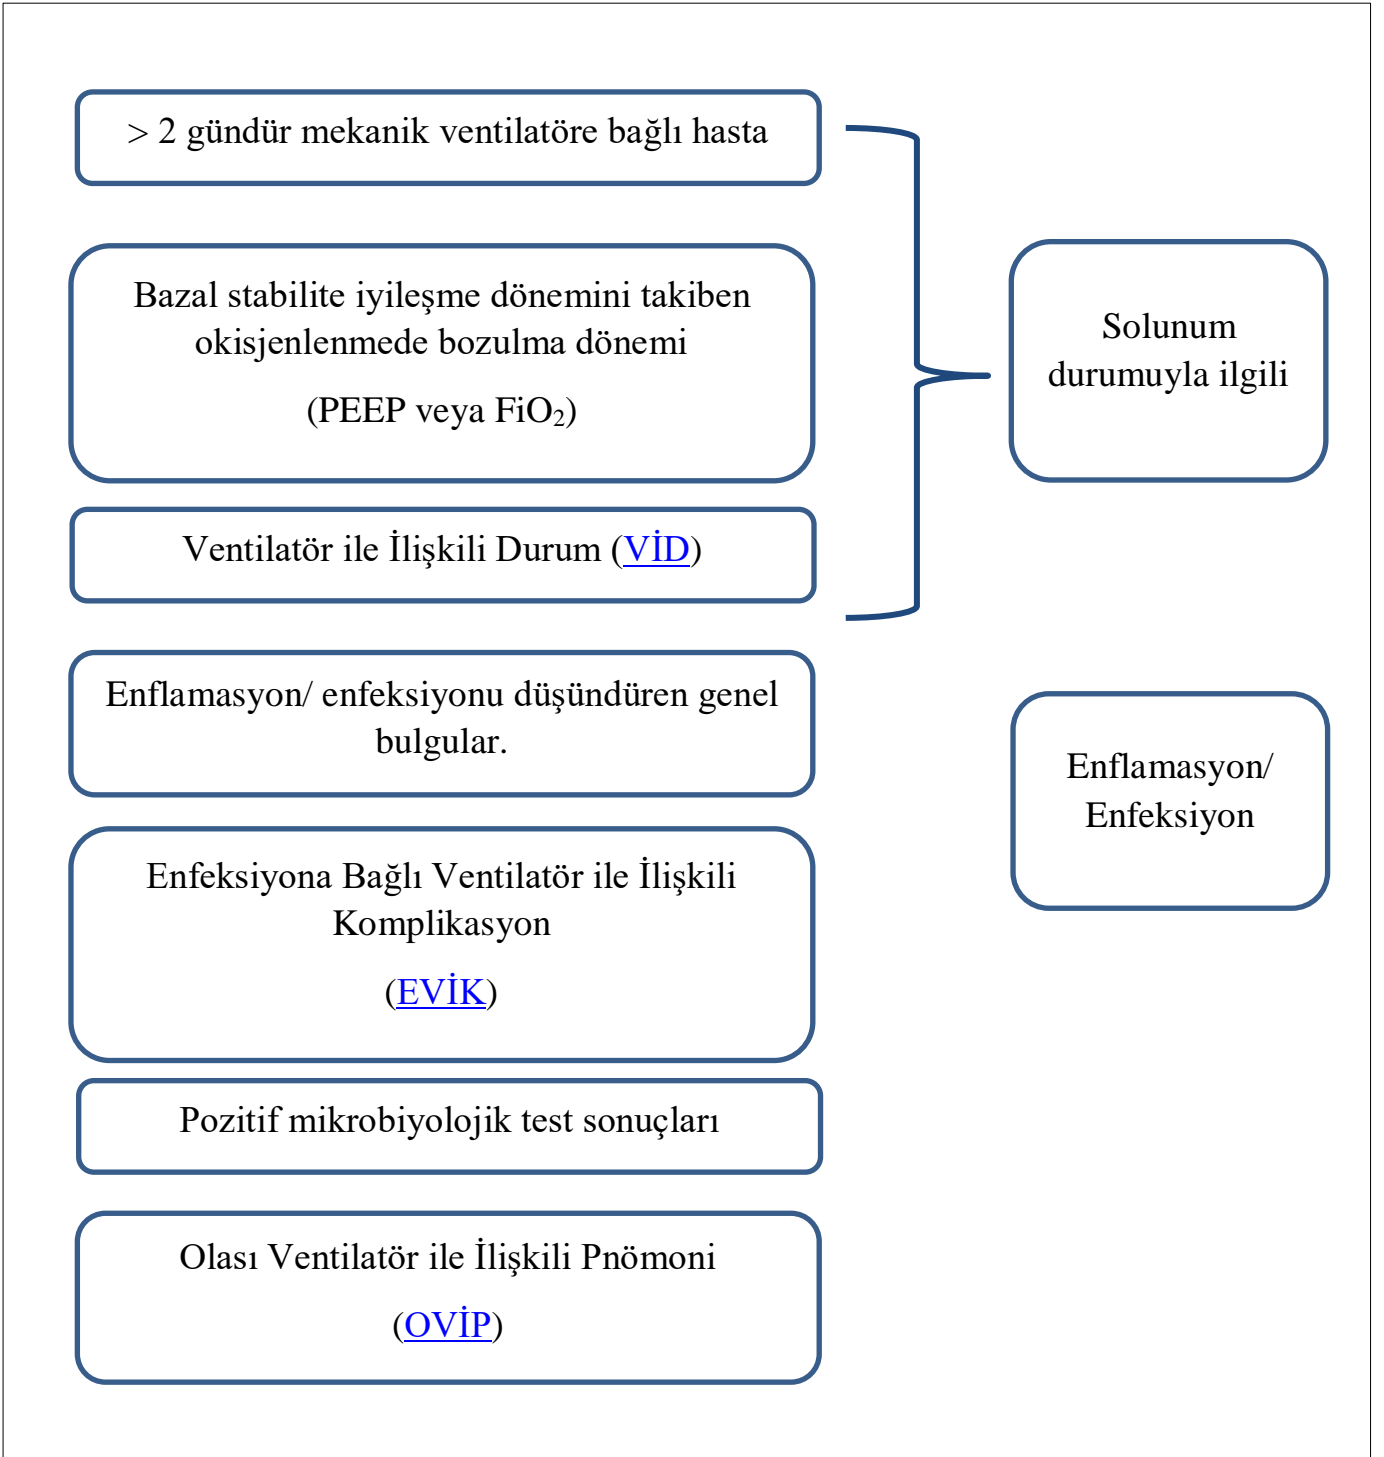 > 2 gündür mekanik ventilatöre bağlı hasta
Bazal stabilite iyileşme dönemini takiben
okisjenlenmede bozulma dönemi
(PEEP veya FiO₂)
Solunum
durumuyla ilgili
Ventilatör ile İlişkili Durum (VİD)
Enflamasyon/ enfeksiyonu düşündüren genel
bulgular.
Enflamasyon/
Enfeksiyon
Enfeksiyona Bağlı Ventilatör ile İlişkili
Komplikasyon
(EVİK)
Pozitif mikrobiyolojik test sonuçları
Olası Ventilatör ile İlişkili Pnömoni
(OVİP)